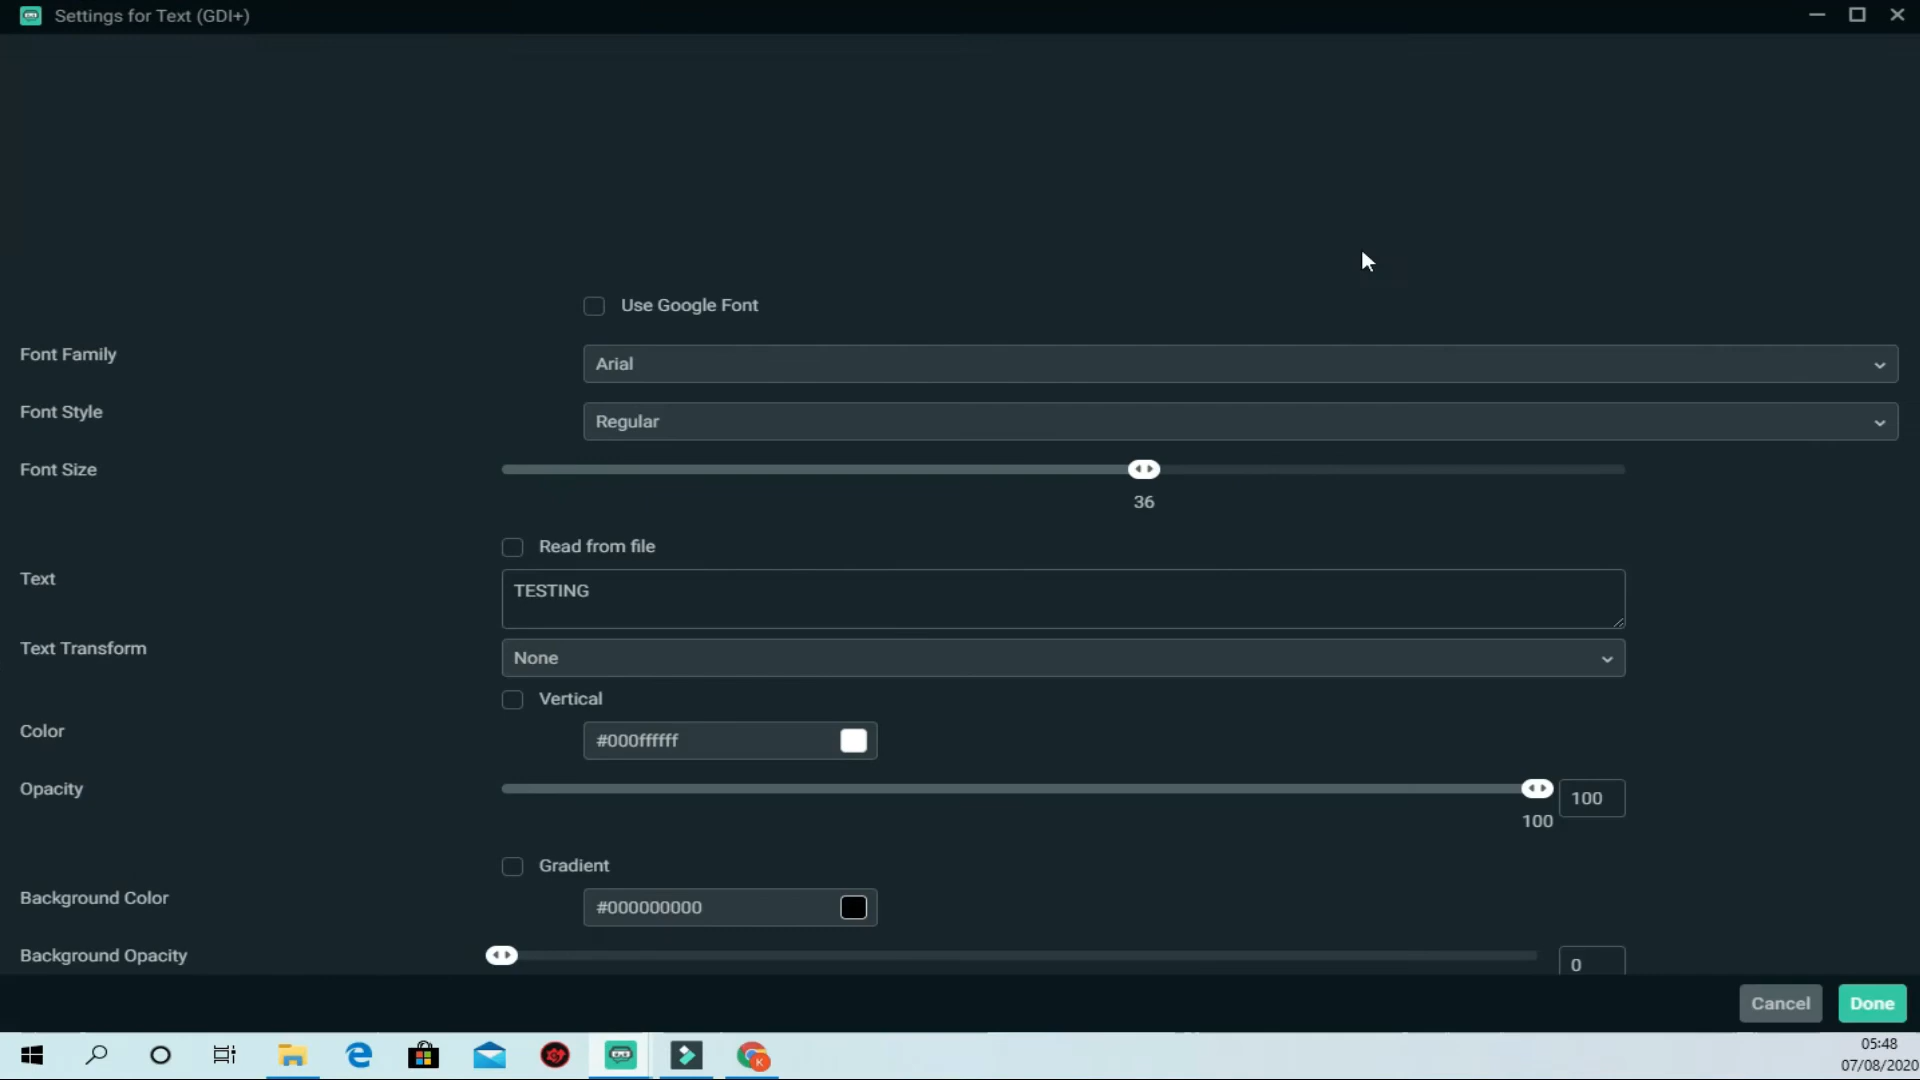 Settings for Text (GDI+)
Use Google Font
Font Family
Arial
Font Style
Regular
Font Size
36
Read from file
Text
TESTING
Text Transform
None
Vertical
Color
#000ffffff
Opacity
100
100
Gradient
Background Color
#000000000
Background Opacity
0
Cancel
Done
K
05:48
07/08/2020